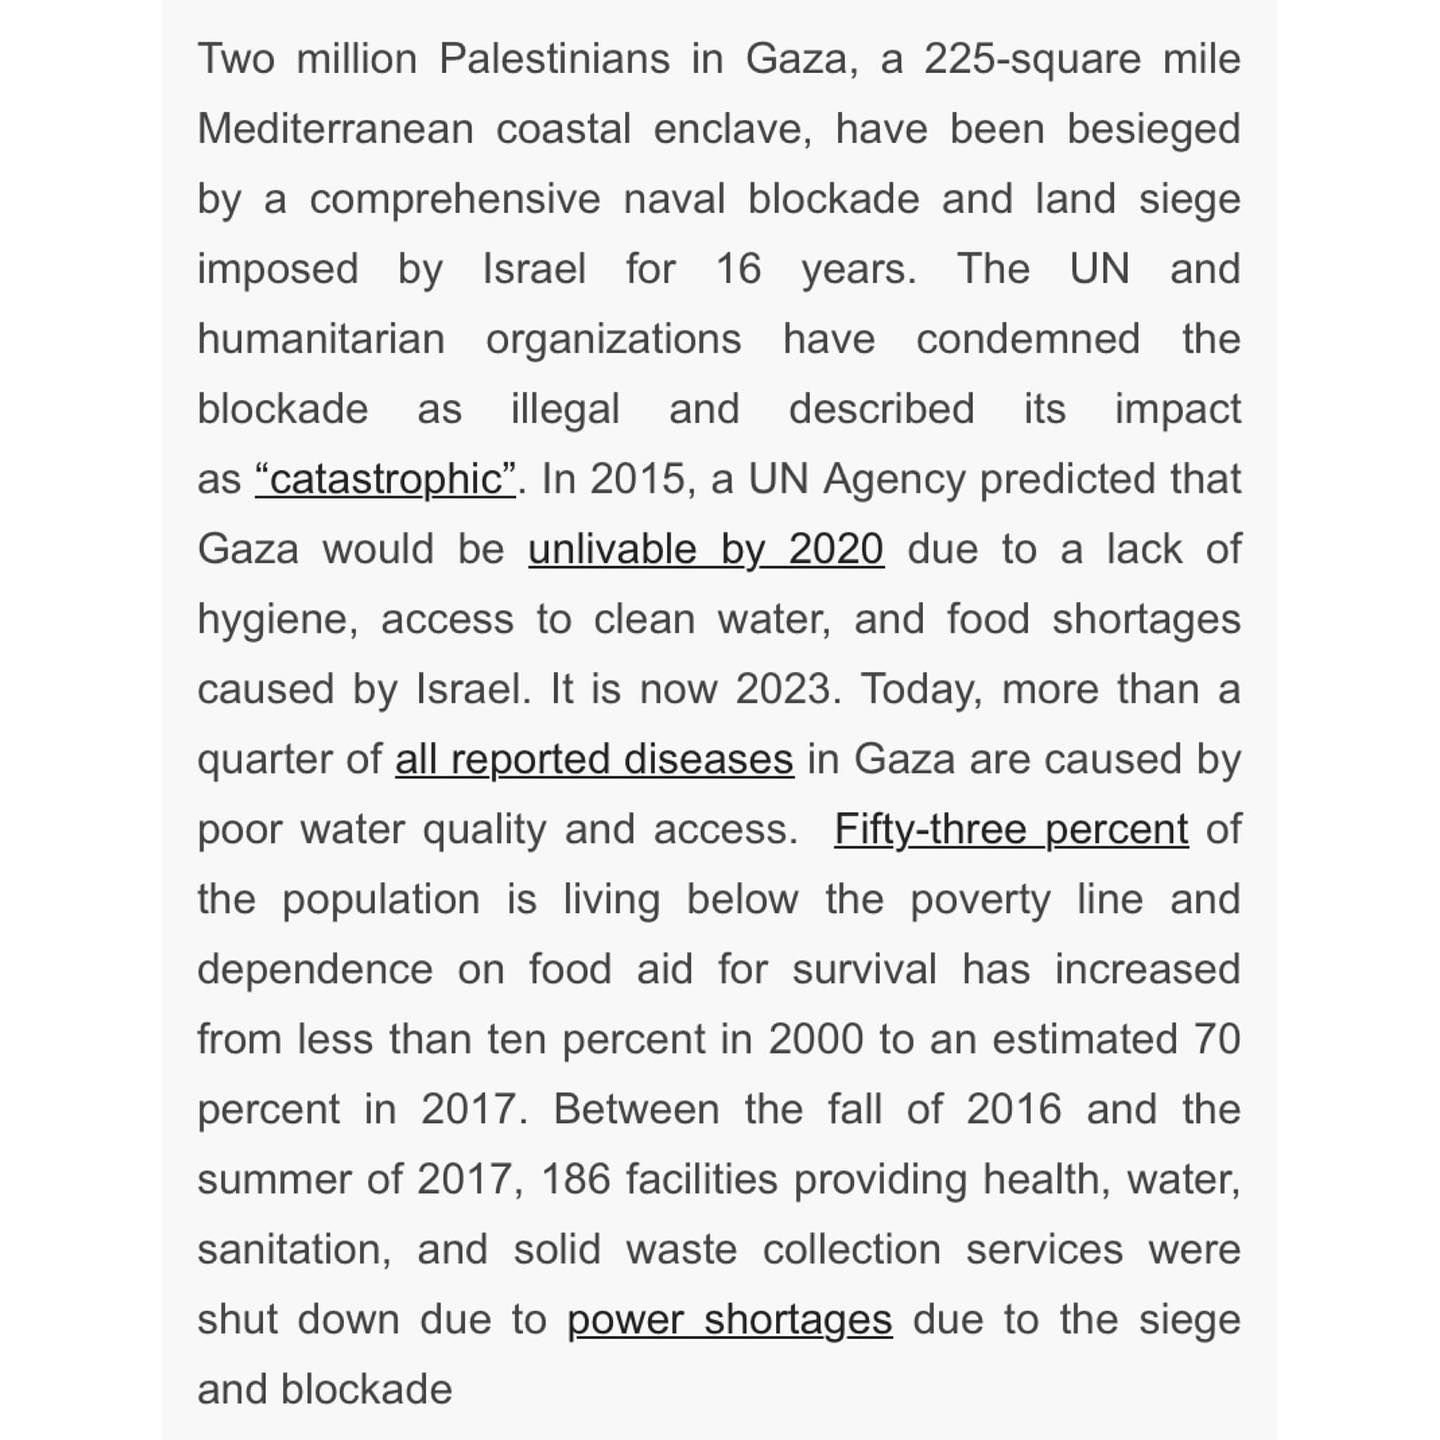 Two million Palestinians in Gaza, a 225-square mile
Mediterranean coastal enclave, have been besieged
by a comprehensive naval blockade and land siege
imposed by Israel for 16 years. The UN and
humanitarian organizations have condemned the
blockade as illegal and described its impact
as “catastrophic”. In 2015, a UN Agency predicted that
Gaza would be unlivable by 2020 due to a lack of
hygiene, access to clean water, and food shortages
caused by Israel. It is now 2023. Today, more than a
quarter of all reported diseases in Gaza are caused by
poor water quality and access.  Fifty-three percent of
the population is living below the poverty line and
dependence on food aid for survival has increased
from less than ten percent in 2000 to an estimated 70
percent in 2017. Between the fall of 2016 and the
summer of 2017, 186 facilities providing health, water,
sanitation, and solid waste collection services were
shut down due to power shortages due to the siege
and blockade